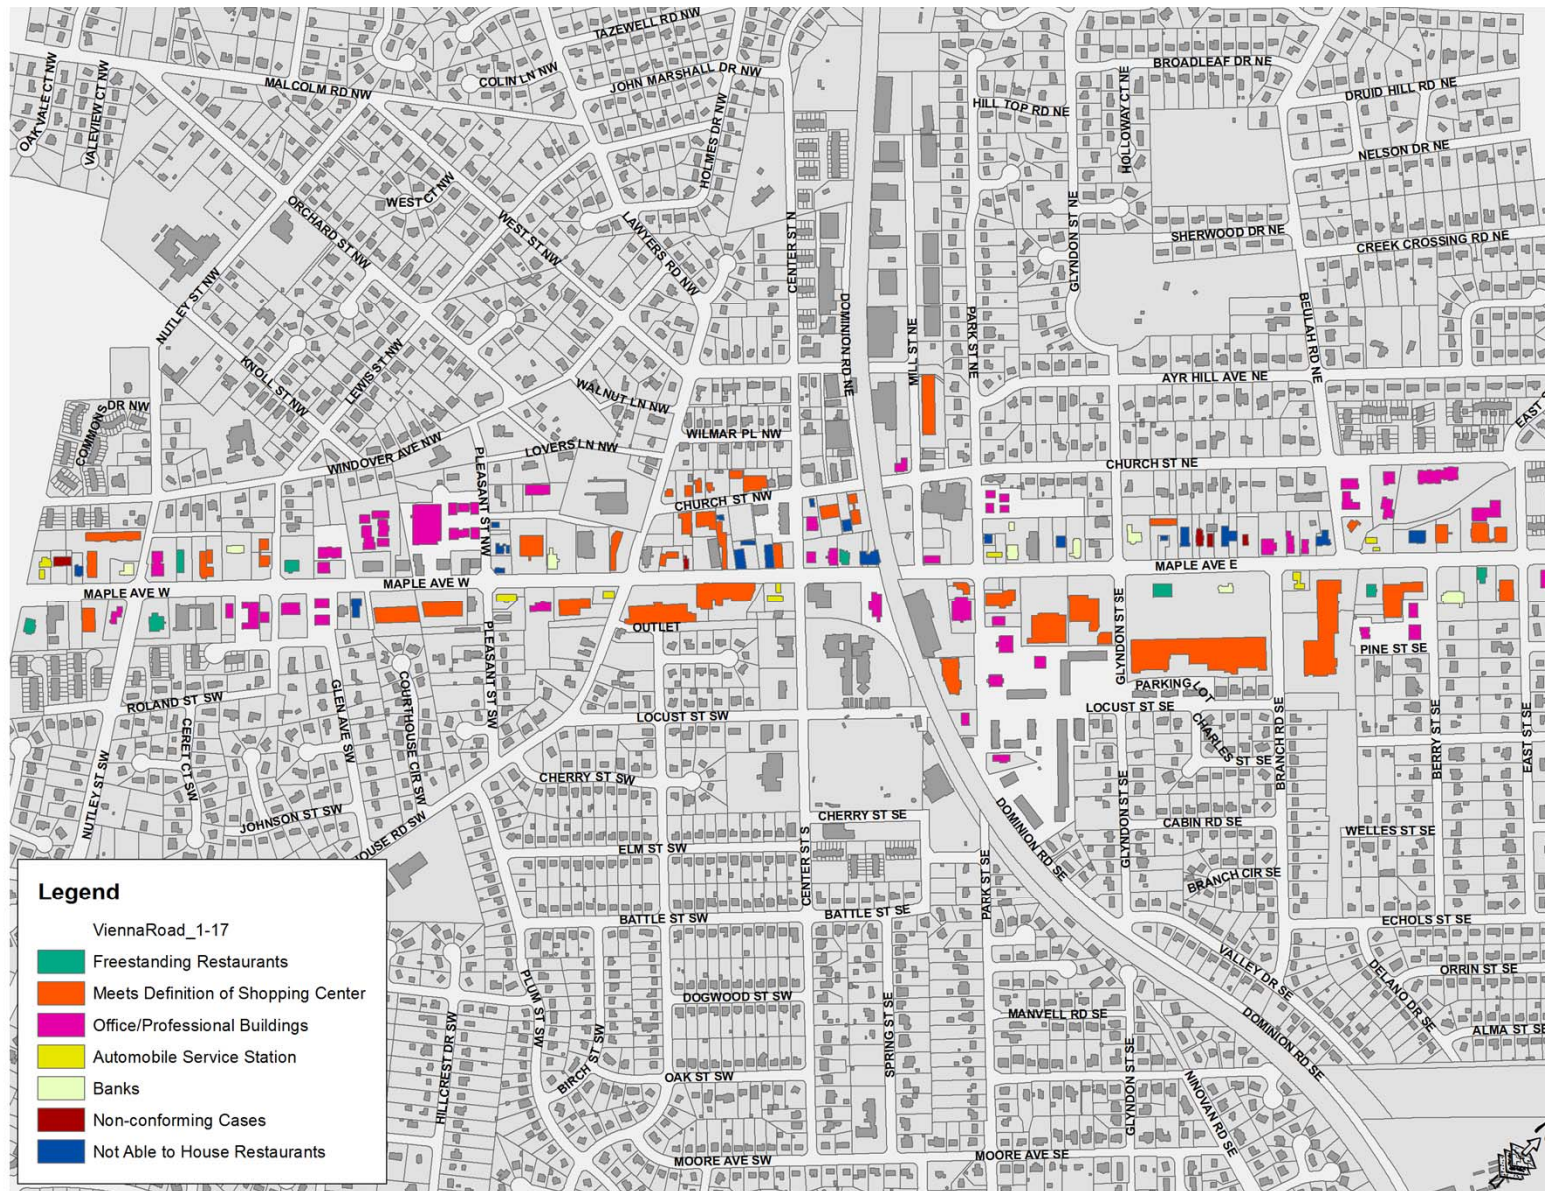 TAZEWELL RD NW
BROADLEAF DR NE
OAK VALE CT NW
VALEVIEW CT NW
MALCOLM RD NW
COLIN LN NW
JOHN MARSHALL DR NW
HILL TOP RD NE
HOLLOWAY CT NE
DRUID HILL RD NE
HOLMES DR NW
NELSON DR NE
WEST CT NW
ORCHARD ST NW
WEST ST NW
LAWYERS RD NW
CENTER ST N
GLYNDON ST NE
SHERWOOD DR NE
CREEK CROSSING RD NE
NUTLEY ST NW
DOMINION RD NE
MILL ST NE
PARK ST NE
BEULAH RD NE
KNOLL ST NW
LEWIS ST NW
WALNUT LN NW
AYR HILL AVE NE
COMMONS
DR NW
WINDOVER AVE NW
PLEASANT ST NW
LOVERS LN NW
WILMAR PL NW
CHURCH ST NE
EAST S
CHURCH ST NW
MAPLE AVE W
MAPLE AVE W
MAPLE AVE E
OUTLET
PLEASANT ST SW
GLYNDON ST SE
PINE ST SE
PARKING
LOT
ROLAND ST SW
CERET CT SW
GLEN AVE SW
COURTHOUSE CIR SW
LOCUST ST SW
LOCUST ST SE
CHARLES ST SE
BRANCH RD SE
BERRY ST SE
EAST ST SE
NUTLEY ST SW
CHERRY ST SW
JOHNSON ST SW
HOUSE RD SW
CHERRY ST SE
DOMINION RD SE
GLYNDON ST SE
CABIN RD SE
WELLES ST SE
ELM ST SW
CENTER ST S
PARK ST SE
BRANCH CIR SE
BATTLE ST SW
BATTLE ST SE
ECHOLS ST SE
VALLEY DR SE
DELANO DR SE
ORRIN ST SE
PLUM ST SW
DOGWOOD ST SW
SPRING ST SE
MANVELL RD SE
DOMINION RD SE
ALMA ST SE
HILLCREST DR SW
BIRCH ST SW
OAK ST SW
GLYNDON ST SE
NINOVAN RD SE
MOORE AVE SW
MOORE AVE SE
Legend
ViennaRoad_1-17
Freestanding Restaurants
Meets Definition of Shopping Center
Office/Professional Buildings
Automobile Service Station
Banks
Non-conforming Cases
Not Able to House Restaurants